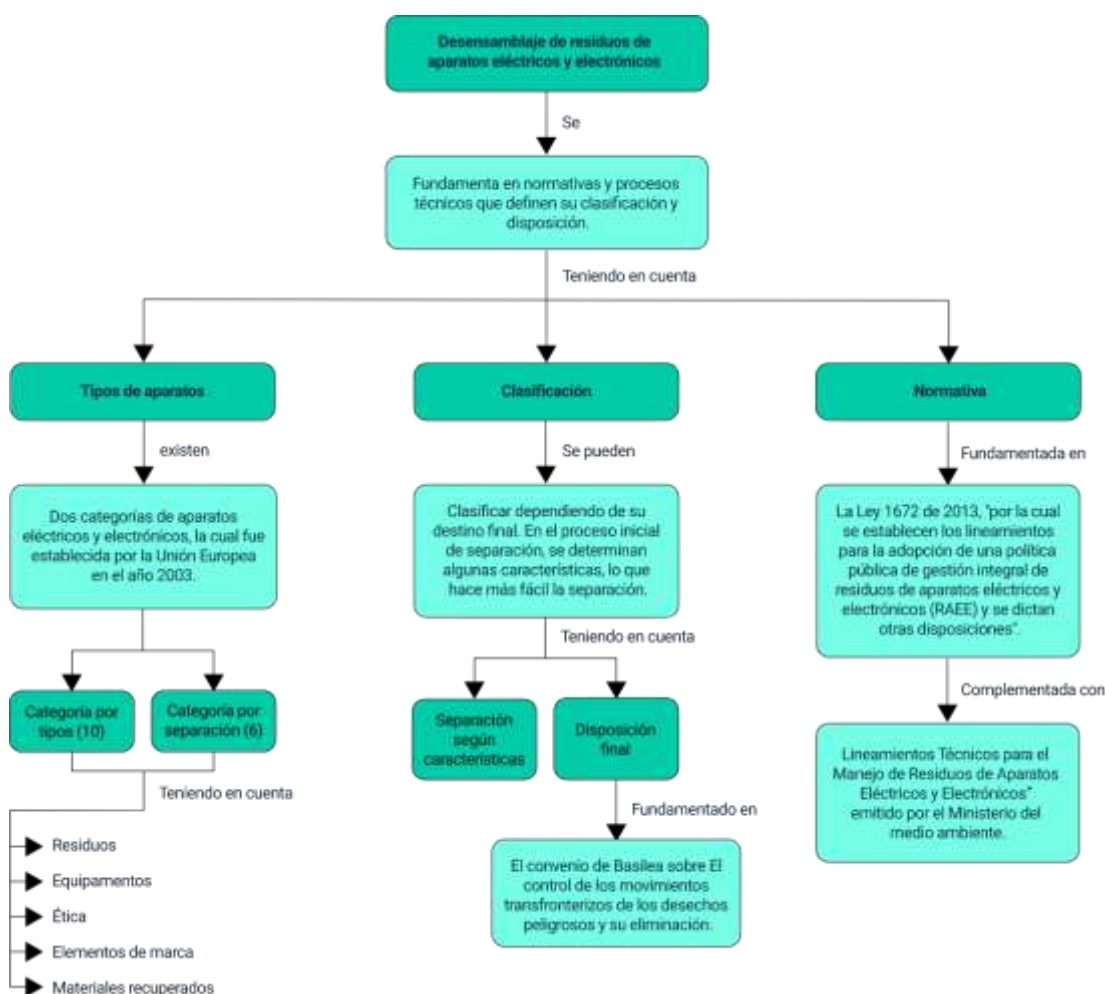 Desensamblaje de residuos de
aparatos eléctricos y electrónicos
Se
Fundamenta en normativas y procesos
técnicos que definen su clasificación y
disposición.
Teniendo en cuenta
Tipos de aparatos
existen
Dos categorías de aparatos
eléctricos y electrónicos, la cual fue
establecida por la Unión Europea
en el año 2003.
Categoría por
tipos (10)
Categoría por
separación (6)
Teniendo en cuenta
Residuos
Equipamentos
Ética
Elementos de marca
Materiales recuperados
Clasificación
Se pueden
Clasificar dependiendo de su
destino final. En el proceso inicial
de separación, se determinan
algunas características, lo que
hace más fácil la separación.
Teniendo en cuenta
Separación
según
características
Disposición
final
Fundamentado en
El convenio de Basilea sobre El
control de los movimientos
transfronterizos de los desechos
peligrosos y su eliminación.
Normativa
Fundamentada en
La Ley 1672 de 2013, "por la cual
se establecen los lineamientos
para la adopción de una política
pública de gestión integral de
residuos de aparatos eléctricos y
electrónicos (RAEE) y se dictan
otras disposiciones".
Complementada con
Lineamientos Técnicos para el
Manejo de Residuos de Aparatos
Eléctricos y Electrónicos"
emitido por el Ministerio del
medio ambiente.